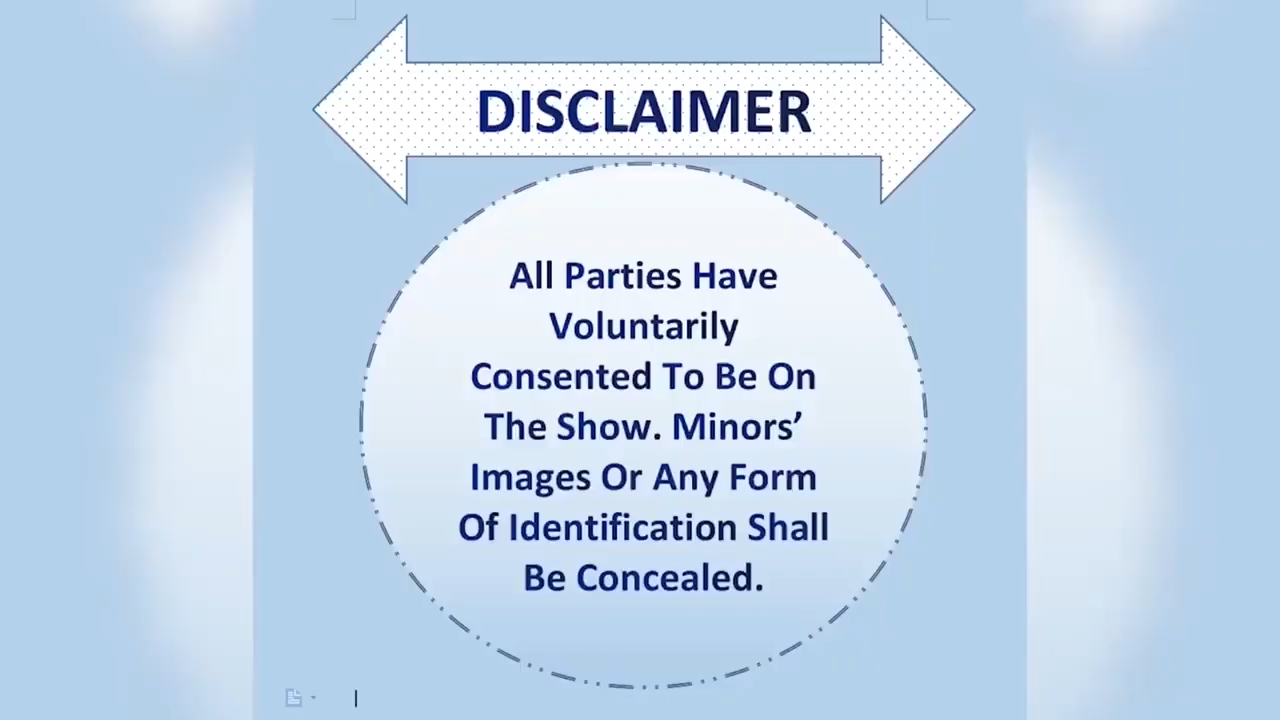 DISCLAIMER
All Parties Have
Voluntarily
Consented To Be On
The Show. Minors’
Images Or Any Form
Of Identification Shall
Be Concealed.